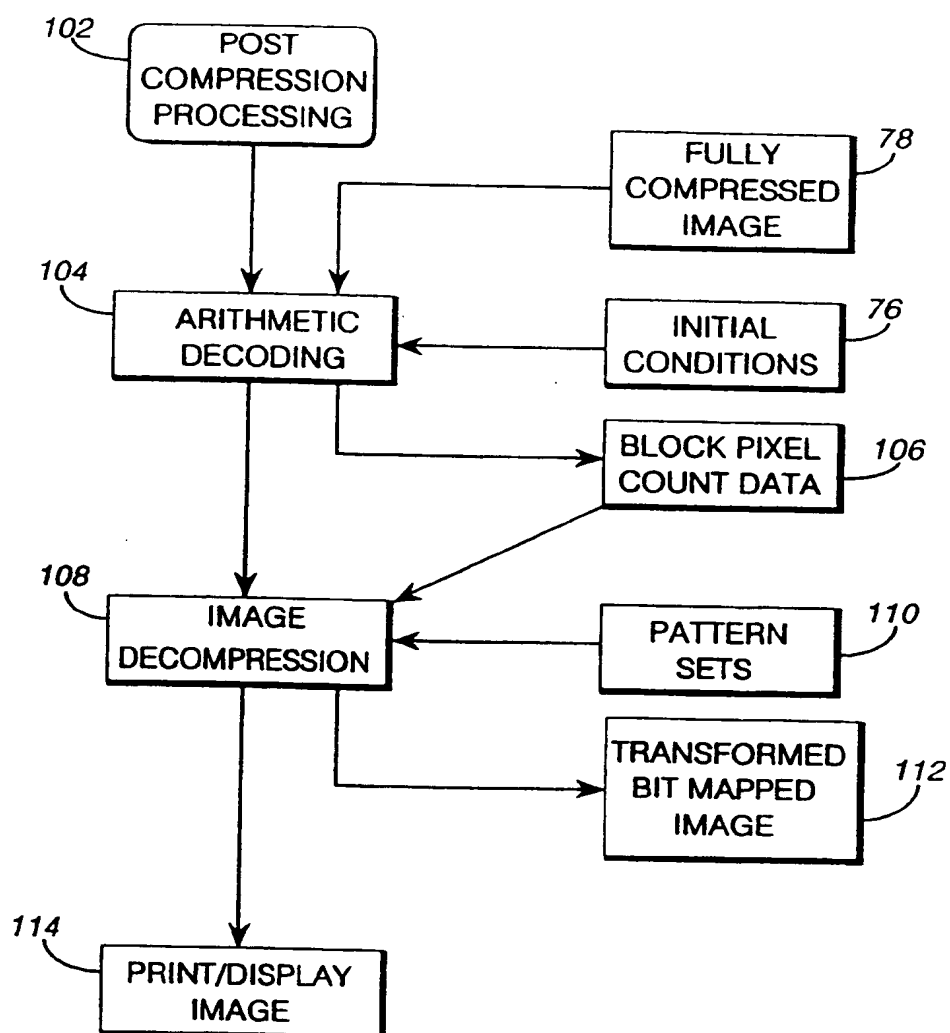 102
POST
COMPRESSION
PROCESSING
78
FULLY
COMPRESSED
IMAGE
104
ARITHMETIC
DECODING
76
INITIAL
CONDITIONS
BLOCK PIXEL
COUNT DATA
106
108
IMAGE
DECOMPRESSION
PATTERN
SETS
110
TRANSFORMED
BIT MAPPED
IMAGE
112
114
PRINT/DISPLAY
IMAGE